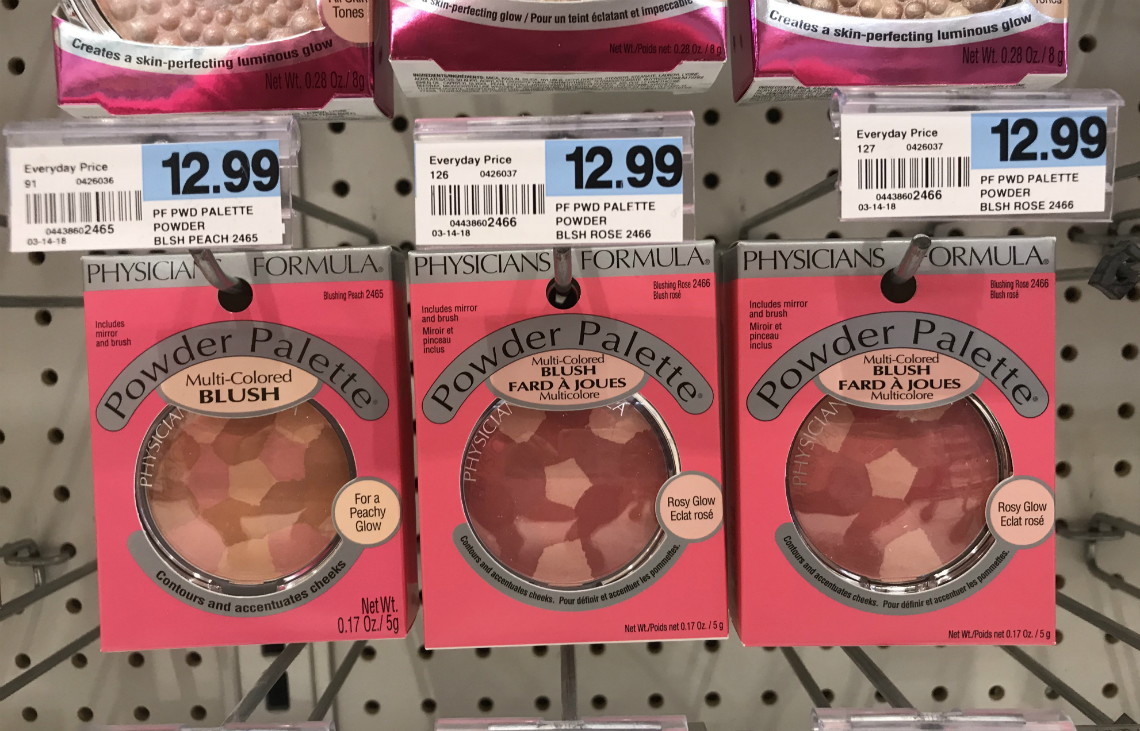 All Skin
Tones
Creates a skin-perfecting luminous glow
Net Wt. 0.28 Oz./ 8g
skin-perfecting glow / Pour un teint éclatant et impeccable
Net Wt./Poids net: 0.28 Oz./ 8 g
Tones
Creates a skin-perfecting luminous glow
Net Wt. 0.28 Oz./ 8 g
Everyday Price
91 0426036
12.99
04438602465
03-14-18
PF PWD PALETTE
POWDER
BLSH PEACH 2465
Everyday Price
126 0426037
12.99
04438602466
03-14-18
PF PWD PALETTE
POWDER
BLSH ROSE 2466
Everyday Price
127 0426037
12.99
04438602466
03-14-18
PF PWD PALETTE
POWDER
BLSH ROSE 2466
PHYSICIANS FORMULA®
Blushing Peach 2465
Includes
mirror
and brush
Powder Palette®
Multi-Colored
BLUSH
PHYSICIAN
For a
Peachy
Glow
Contours and accentuates cheeks
Net Wt.
0.17 Oz./ 5g
PHYSICIANS FORMULA®
Blushing Rose 2466
Blush rosé
Includes mirror
and brush
Miroir et
pinceau
inclus
Powder Palette®
Multi-Colored
BLUSH
FARD À JOUES
Multicolore
PHYSICIAN
Rosy Glow
Eclat rosé
Contours and accentuates cheeks. Pour définir et accentuer les pommettes.
Net Wt./Poids net 0.17 Oz./ 5 g
PHYSICIANS FORMULA®
Blushing Rose 2466
Blush rosé
Includes mirror
and brush
Miroir et
pinceau
inclus
Powder Palette®
Multi-Colored
BLUSH
FARD À JOUES
Multicolore
PHYSICIAN
Rosy Glow
Eclat rosé
Contours and accentuates cheeks. Pour définir et accentuer les pommettes.
Net Wt./Poids net 0.17 Oz./ 5 g